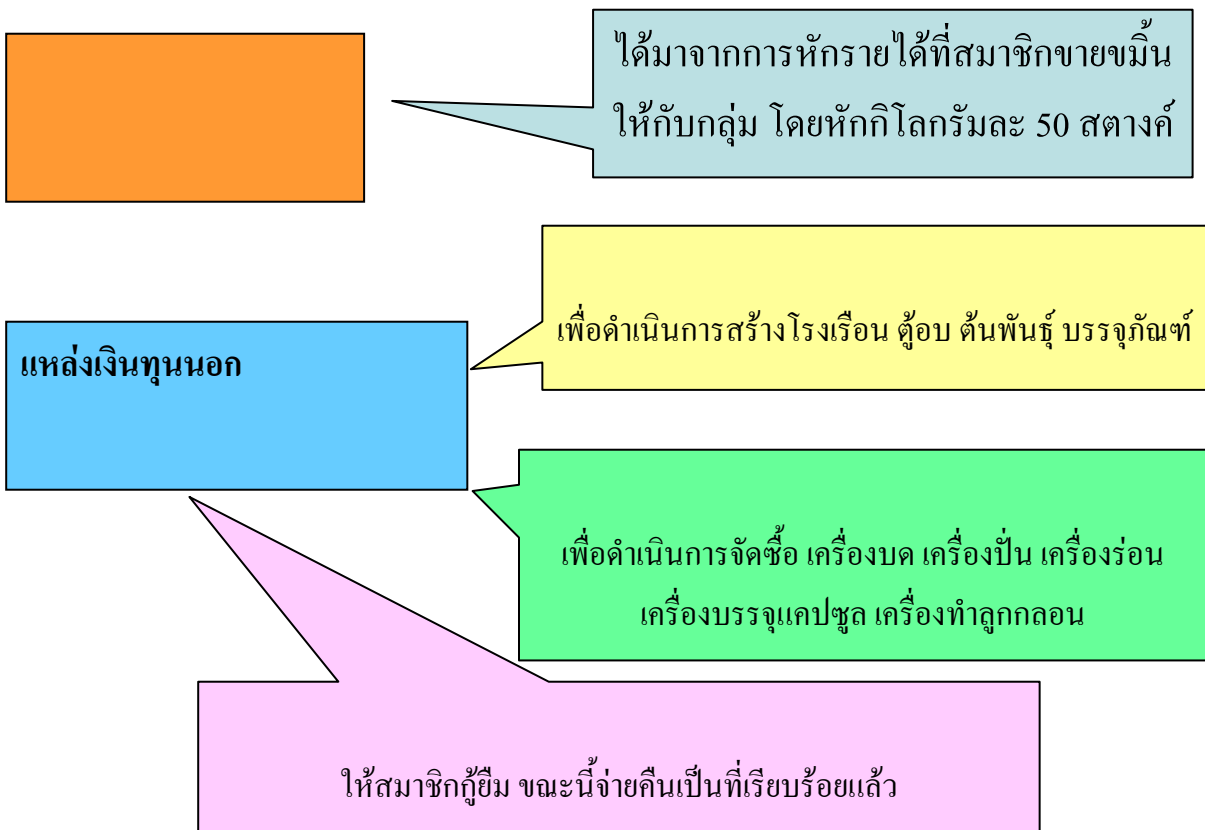 ได้มาจากการหักรายได้ที่สมาชิกขายขมิ้น
ให้กับกลุ่ม โดยหักกิโลกรัมละ 50 สตางค์
เพื่อดำเนินการสร้างโรงเรือน ตู้อบ ต้นพันธุ์ บรรจุภัณฑ์
แหล่งเงินทุนนอก
เพื่อดำเนินการจัดซื้อ เครื่องบด เครื่องปั่น เครื่องร่อน
เครื่องบรรจุแคปซูล เครื่องทำลูกกลอน
ให้สมาชิกกู้ยืม ขณะนี้จ่ายคืนเป็นที่เรียบร้อยแล้ว